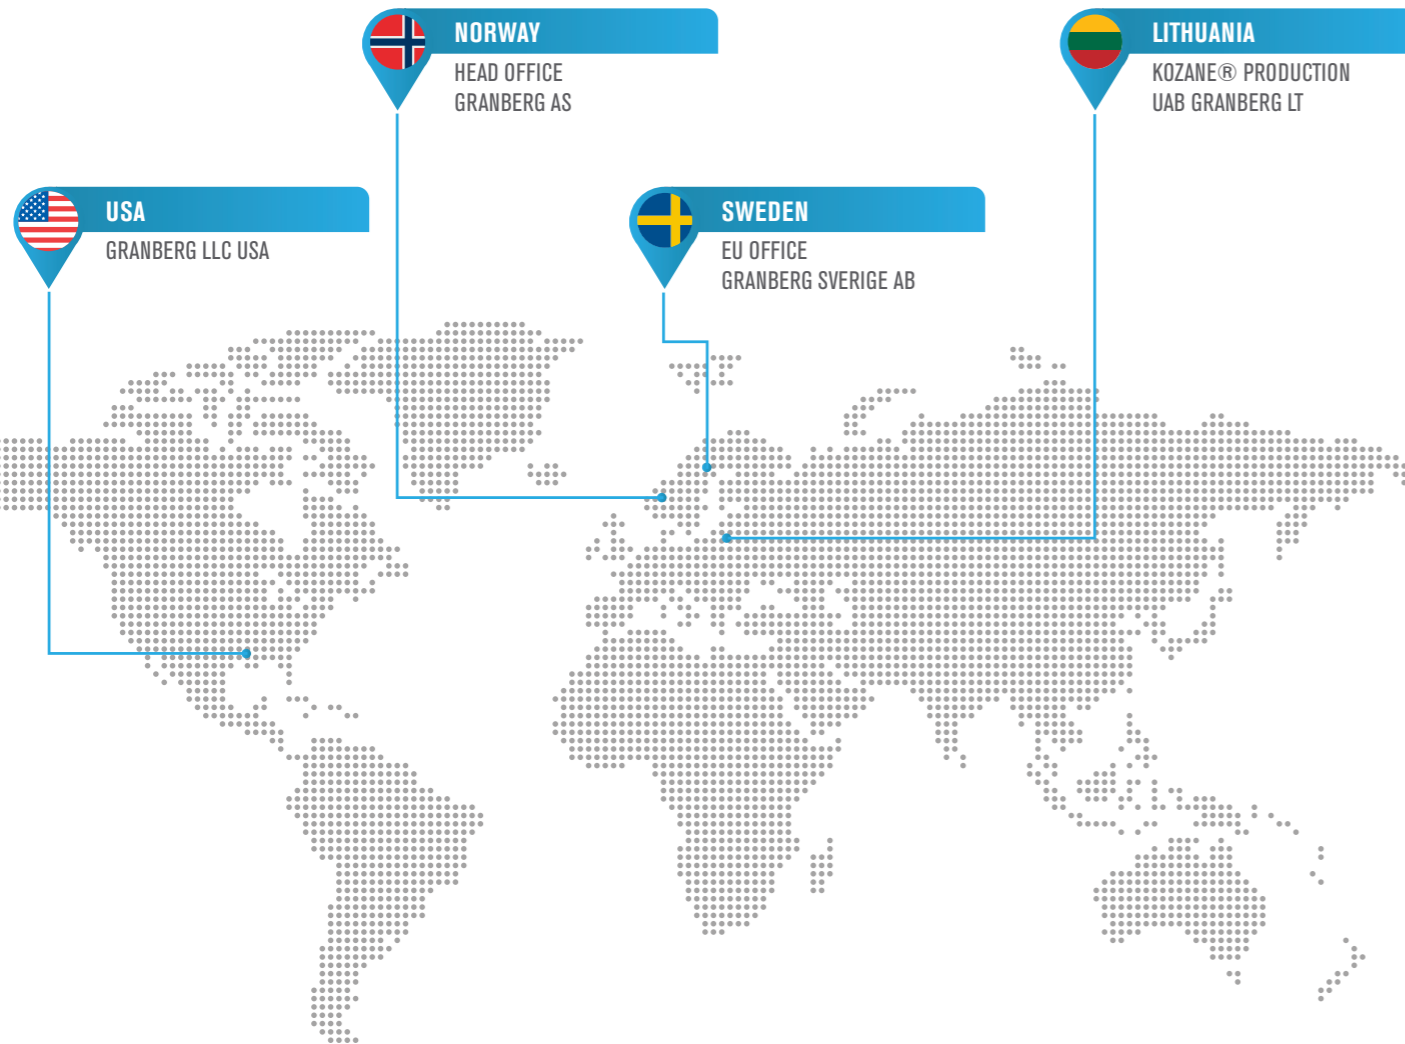 NORWAY
HEAD OFFICE
GRANBERG AS
LITHUANIA
KOZANE® PRODUCTION
UAB GRANBERG LT
USA
GRANBERG LLC USA
SWEDEN
EU OFFICE
GRANBERG SVERIGE AB